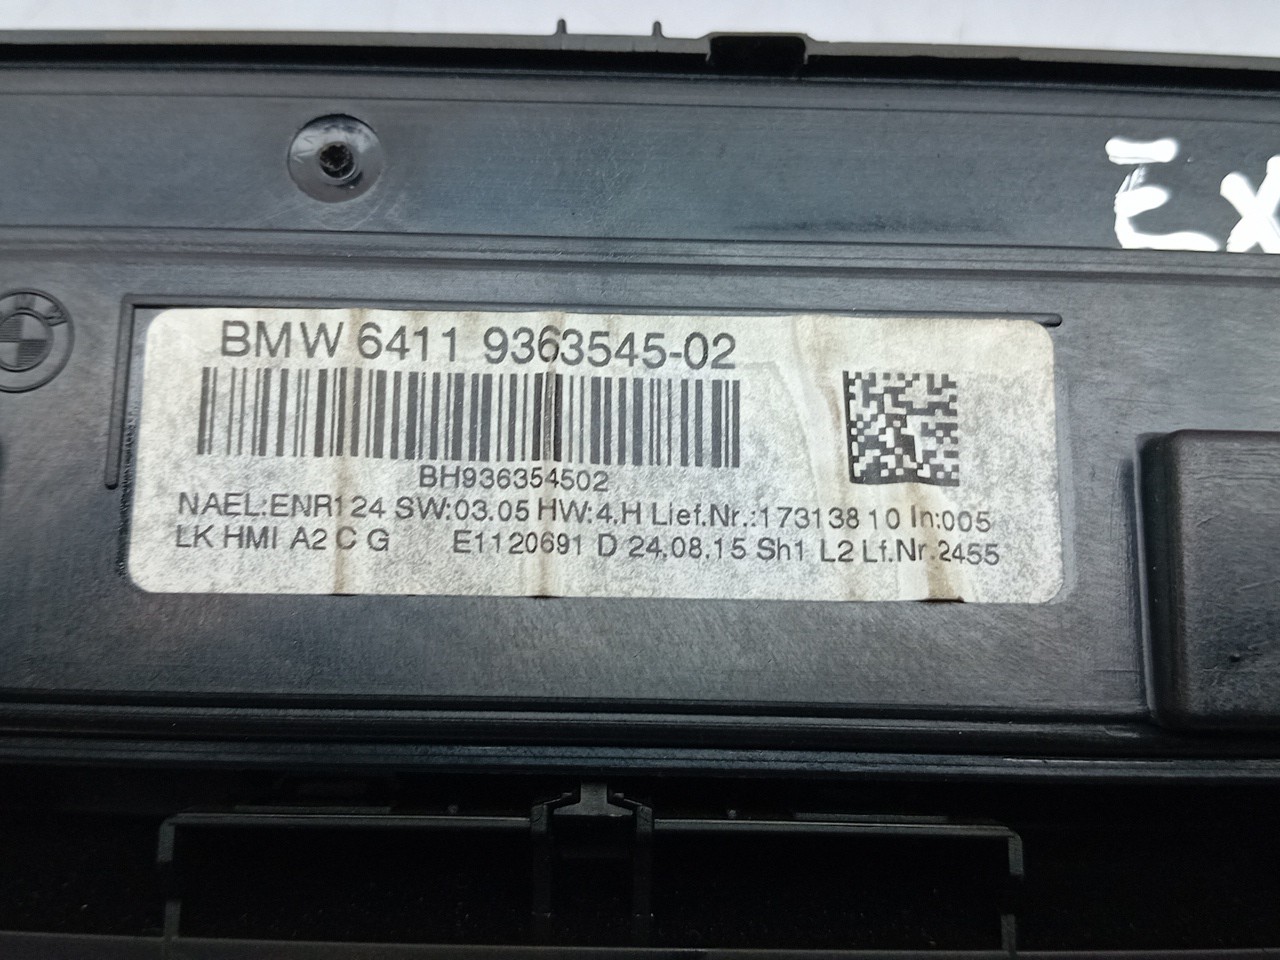 EX
BMW 6411 9363545-02
BH936354502
NAEL:ENR124 SW:03.05 HW:4.H Lief.Nr.:17313810 In:005
LK HMI A2 C G E1120691 D 24.08.15 Sh1 L2 Lf.Nr.2455